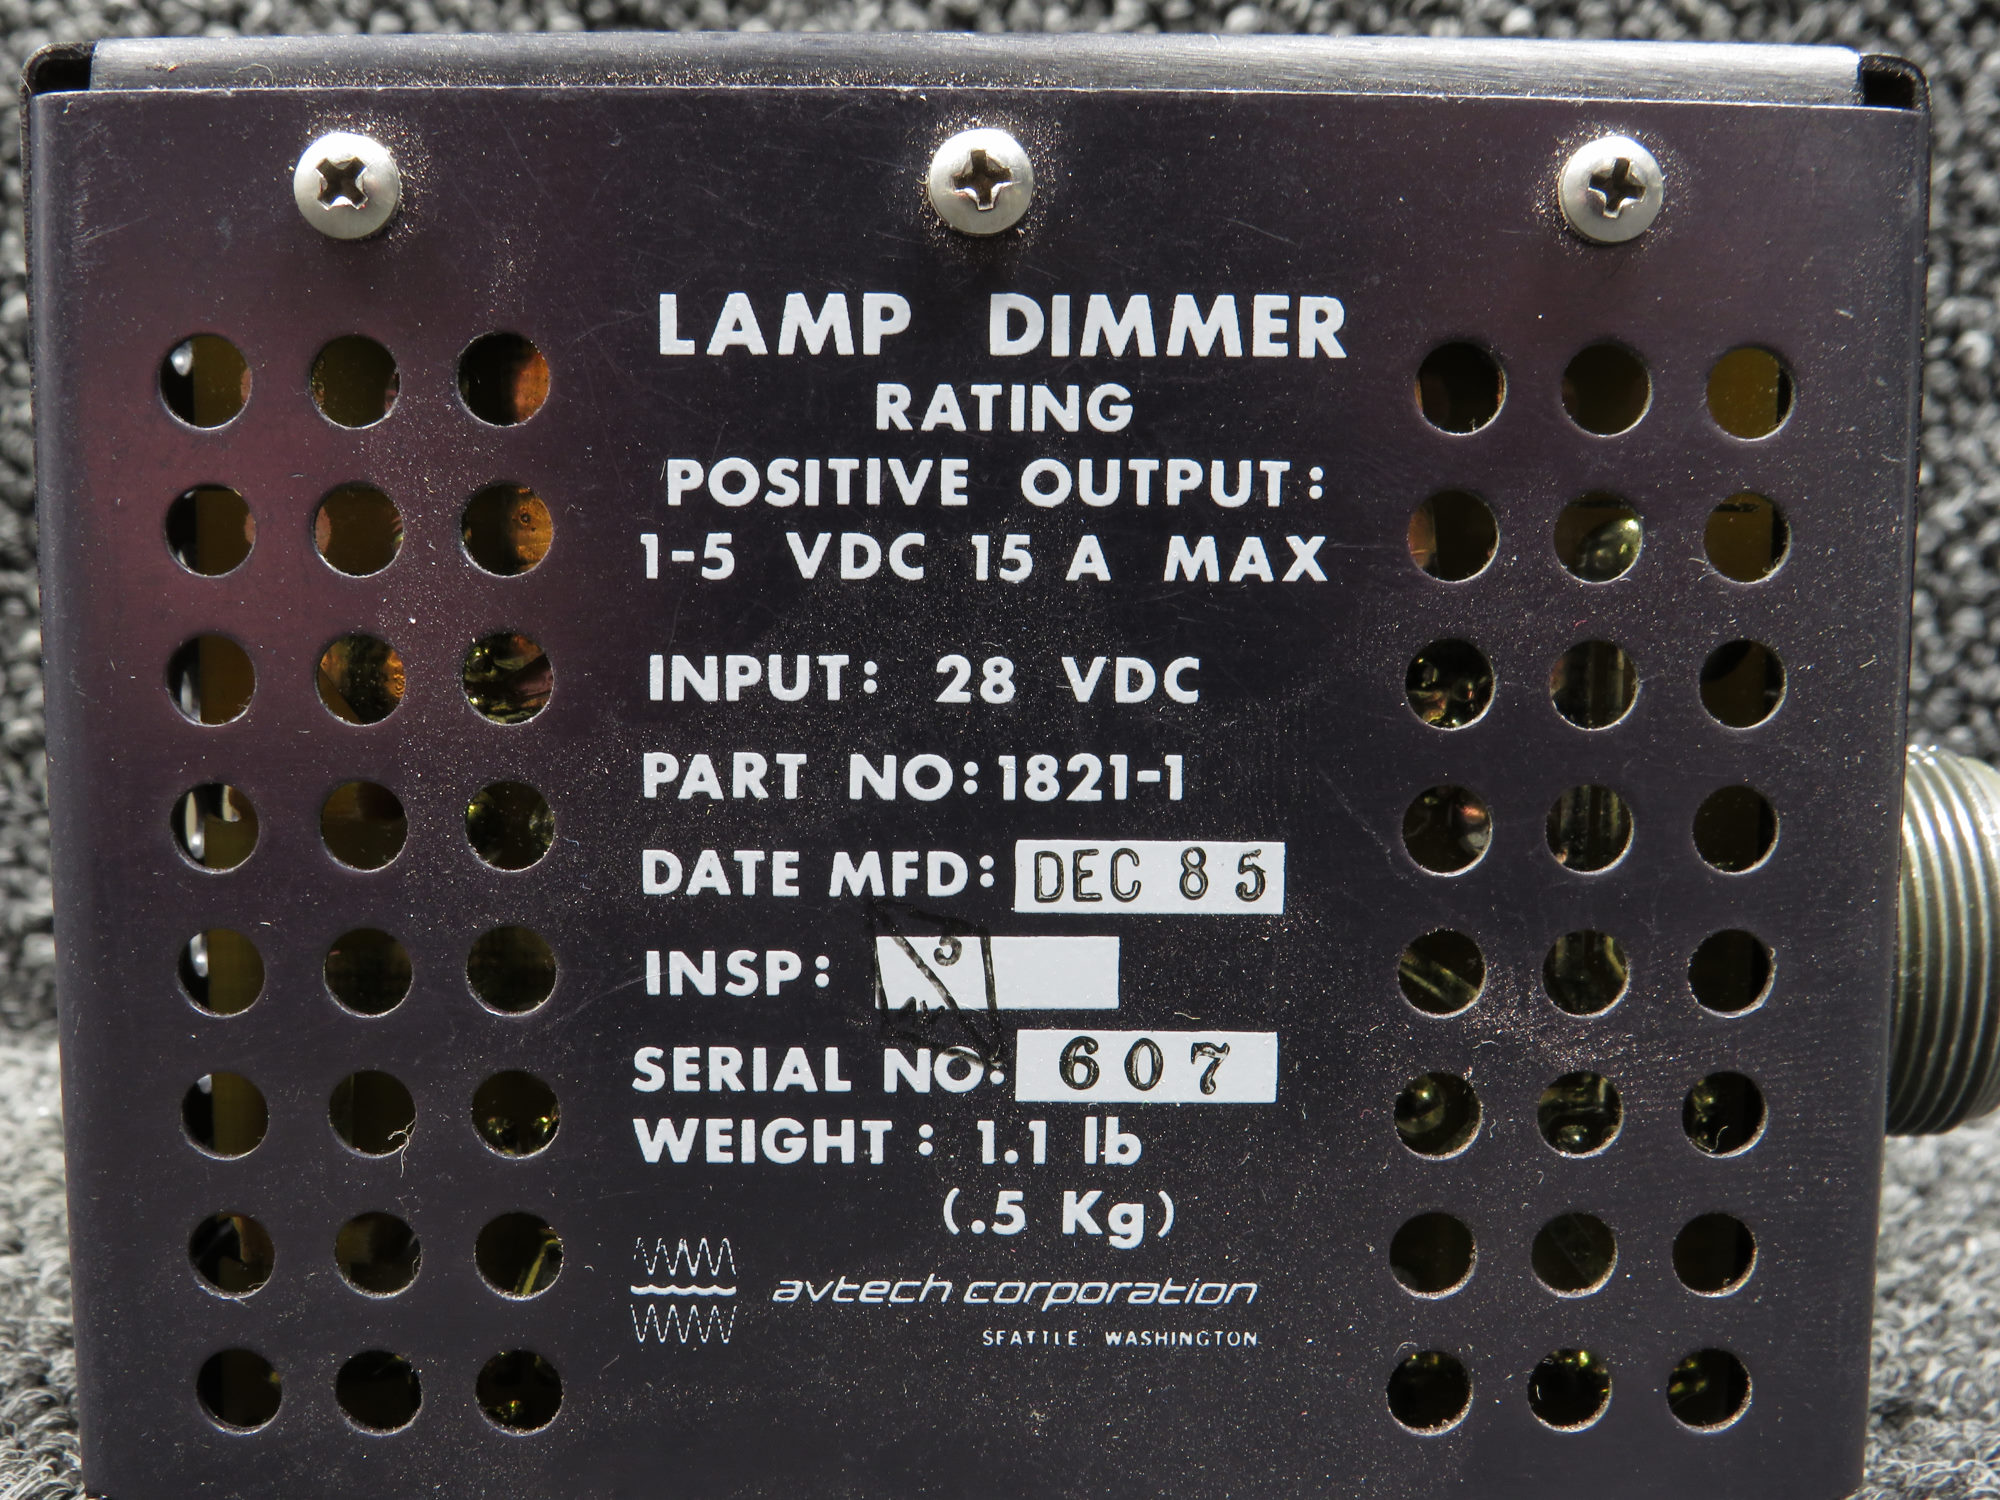 LAMP DIMMER
RATING
POSITIVE OUTPUT:
1-5 VDC 15 A MAX
INPUT: 28 VDC
PART NO: 1821-1
DATE MFD: DEC 85
INSP:
SERIAL NO: 607
WEIGHT: 1.1 lb
(.5 Kg)
avtech corporation
SEATTLE, WASHINGTON